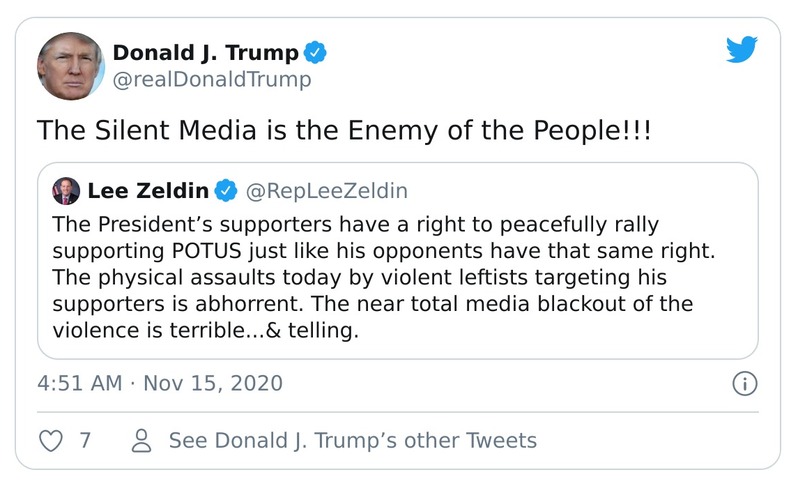 Donald J. Trump
@realDonaldTrump
The Silent Media is the Enemy of the People!!!
Lee Zeldin @RepLeeZeldin
The President’s supporters have a right to peacefully rally
supporting POTUS just like his opponents have that same right.
The physical assaults today by violent leftists targeting his
supporters is abhorrent. The near total media blackout of the
violence is terrible...& telling.
4:51 AM · Nov 15, 2020
7 See Donald J. Trump’s other Tweets